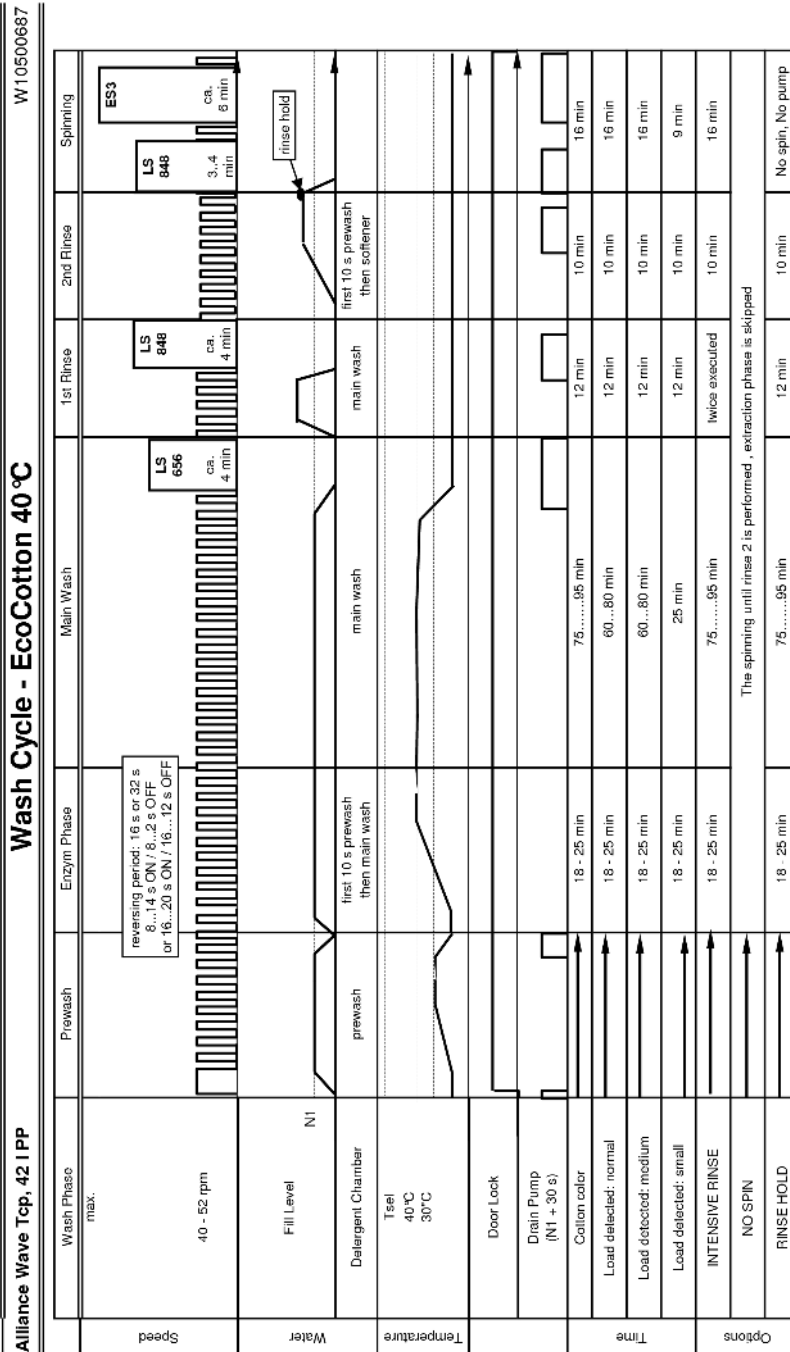 Alliance Wave Top, 42 l PP
Wash Cycle - EcoCotton 40°C
W10500687
Wash Phase
Prewash
Enzym Phase
Main Wash
1st Rinse
2nd Rinse
Spinning
Speed
max.
40 - 52 rpm
reversing period: 16 s or 32 s
8...14 s ON / 8...2 s OFF
or 16...20 s ON / 16...12 s OFF
LS
656
ca.
4 min
LS
848
ca.
4 min
LS
848
3..4
min
ES3
ca.
6 min
Water
Fill Level
N1
rinse hold
Detergent Chamber
prewash
first 10 s prewash
then main wash
main wash
main wash
first 10 s prewash
then softener
Temperature
Tsel
40°C
30°C
Door Lock
Drain Pump
(N1 + 30 s)
Time
Cotton color
18 - 25 min
75.......95 min
12 min
10 min
16 min
Load detected: normal
18 - 25 min
60...80 min
12 min
10 min
16 min
Load detected: medium
18 - 25 min
60...80 min
12 min
10 min
16 min
Load detected: small
18 - 25 min
25 min
12 min
10 min
9 min
Options
INTENSIVE RINSE
18 - 25 min
75.......95 min
twice executed
10 min
16 min
NO SPIN
The spinning until rinse 2 is performed , extraction phase is skipped
RINSE HOLD
18 - 25 min
75.......95 min
12 min
10 min
No spin, No pump